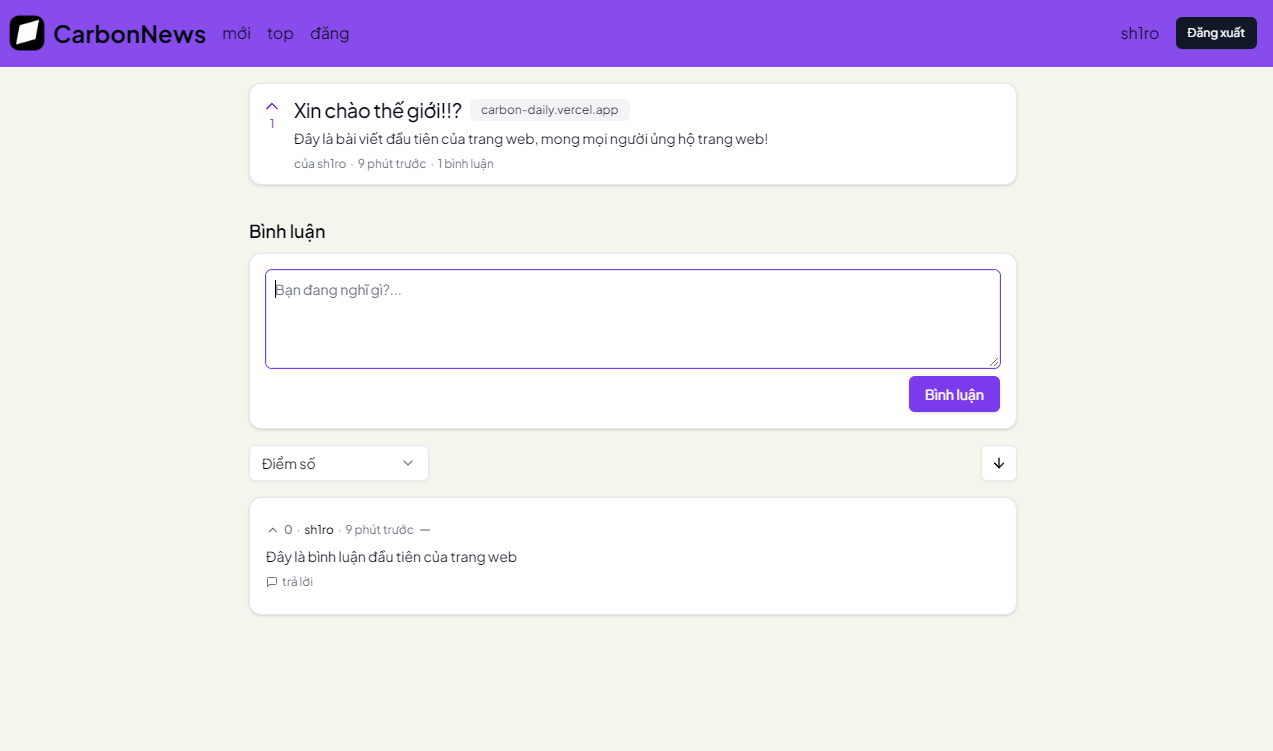 CarbonNews mới top đăng sh1ro Đăng xuất
1
Xin chào thế giới!!? carbon-daily.vercel.app
Đây là bài viết đầu tiên của trang web, mong mọi người ủng hộ trang web!
của sh1ro · 9 phút trước · 1 bình luận
Bình luận
Bạn đang nghĩ gì?...
Bình luận
Điểm số
0 · sh1ro · 9 phút trước —
Đây là bình luận đầu tiên của trang web
trả lời